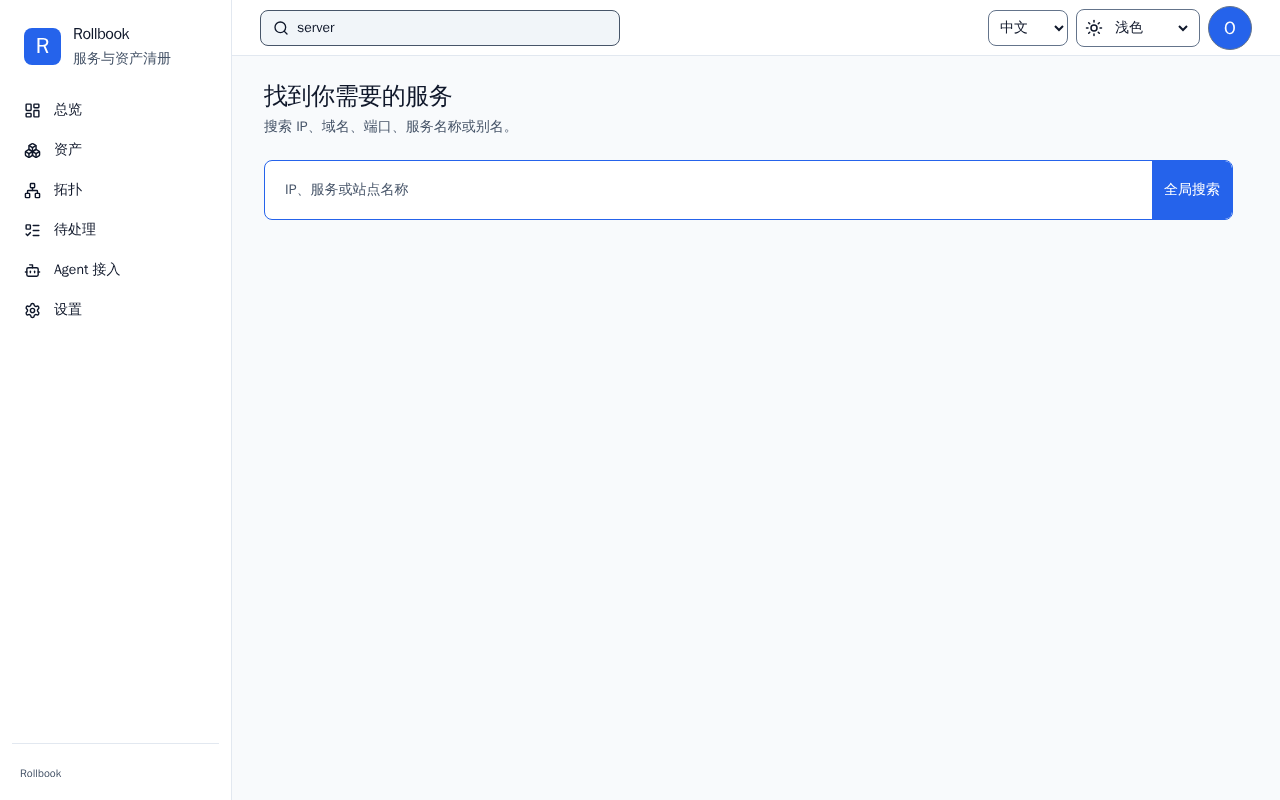 R
Rollbook
服务与资产清册
总览
资产
拓扑
待处理
Agent 接入
设置
Rollbook
server
中文
浅色
O
找到你需要的服务
搜索 IP、域名、端口、服务名称或别名。
IP、服务或站点名称
全局搜索